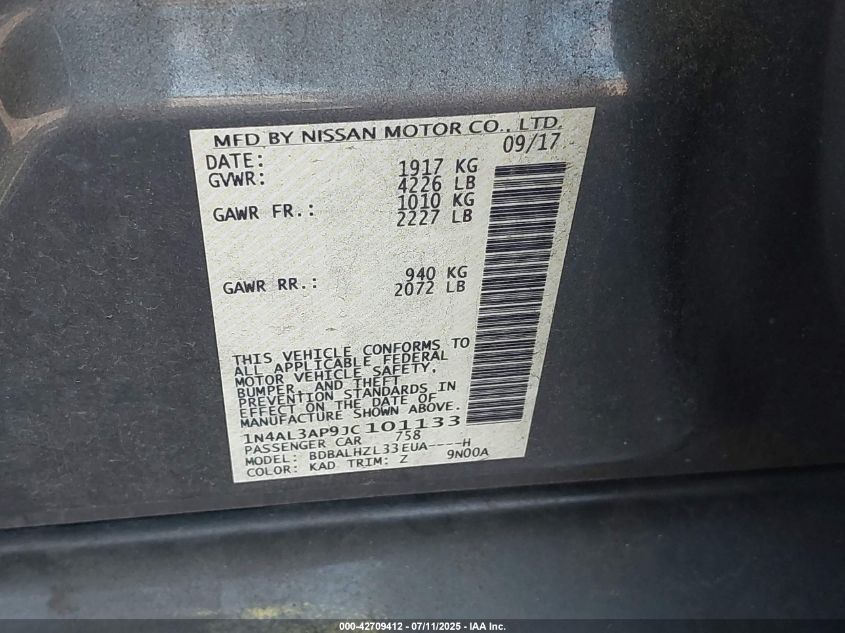 MFD BY NISSAN MOTOR CO., LTD.
DATE: 09/17
GVWR: 1917 KG
4226 LB
GAWR FR.: 1010 KG
2227 LB
GAWR RR.: 940 KG
2072 LB
THIS VEHICLE CONFORMS TO
ALL APPLICABLE FEDERAL
MOTOR VEHICLE SAFETY,
BUMPER, AND THEFT
PREVENTION STANDARDS IN
EFFECT ON THE DATE OF
MANUFACTURE SHOWN ABOVE.
1N4AL3AP9JC101133
PASSENGER CAR 758
MODEL: BDBALHZL33EUA----H
COLOR: KAD TRIM: Z 9N00A
000-42709412 - 07/11/2025 - IAA Inc.